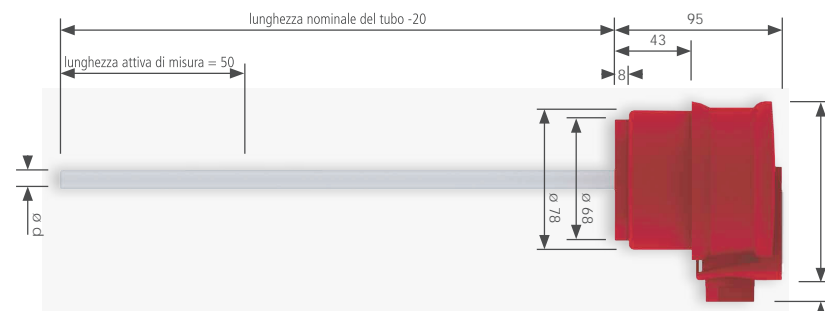 lunghezza nominale del tubo -20
95
43
lunghezza attiva di misura = 50
8
ø d
ø 78
ø 68